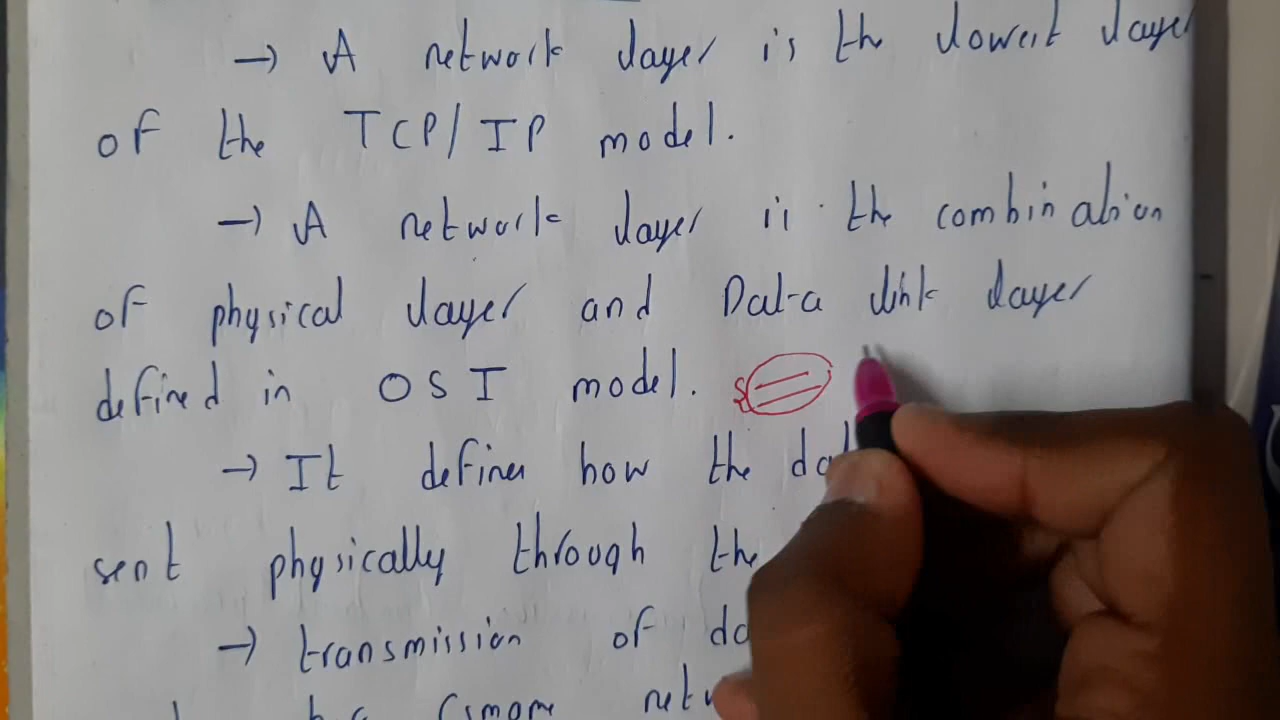 → A network layer is the lowest layer
of the TCP/IP model.
→ A network layer is the combination
of physical layer and Data link layer
defined in OSI model. S
→ It defines how the
sent physically through the
→ transmission of